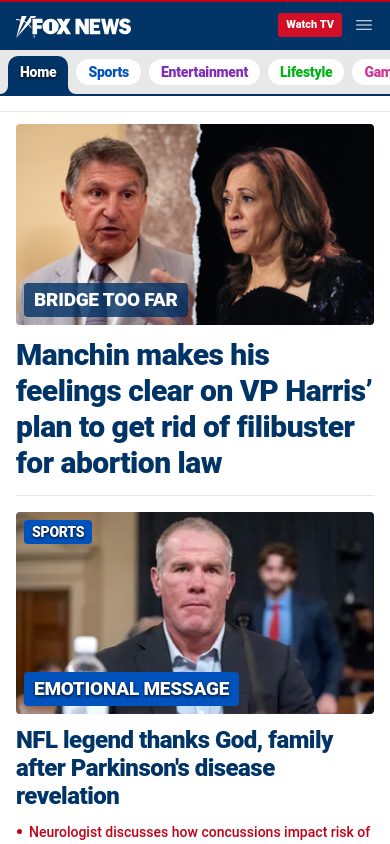 FOX NEWS
Watch TV
Home Sports Entertainment Lifestyle Gam
BRIDGE TOO FAR
Manchin makes his
feelings clear on VP Harris’
plan to get rid of filibuster
for abortion law
SPORTS
EMOTIONAL MESSAGE
NFL legend thanks God, family
after Parkinson's disease
revelation
• Neurologist discusses how concussions impact risk of